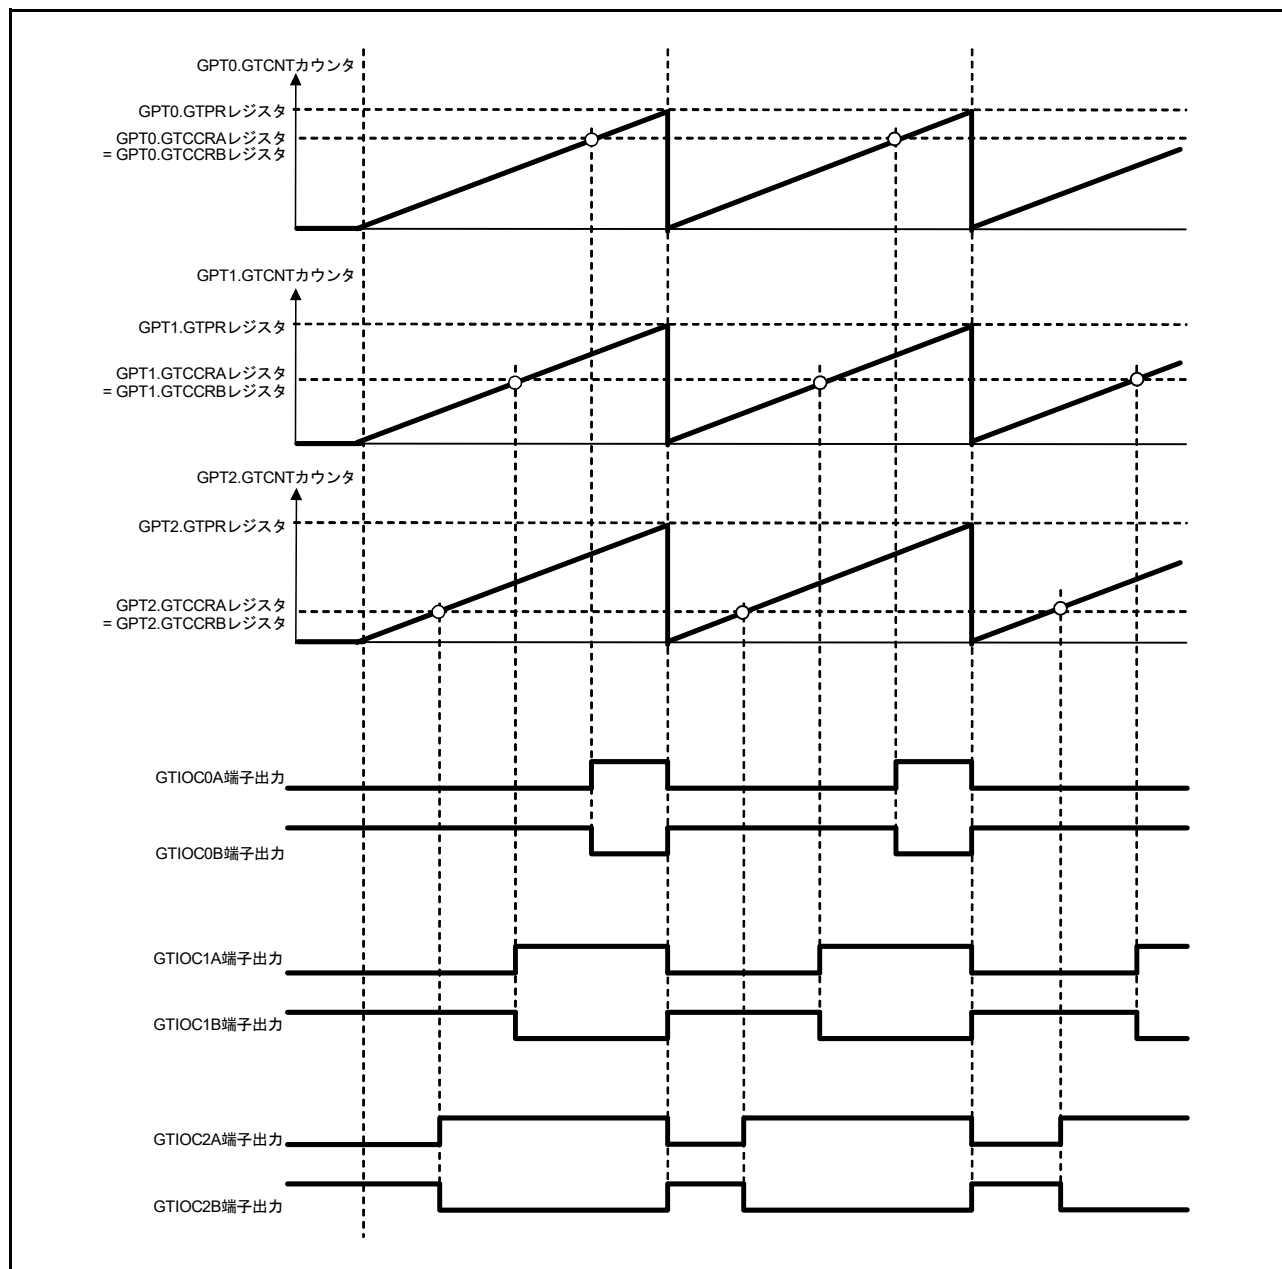 GPT0.GTCNTカウンタ
GPT0.GTPRレジスタ
GPT0.GTCCRAレジスタ
= GPT0.GTCCRBレジスタ
GPT1.GTCNTカウンタ
GPT1.GTPRレジスタ
GPT1.GTCCRAレジスタ
= GPT1.GTCCRBレジスタ
GPT2.GTCNTカウンタ
GPT2.GTPRレジスタ
GPT2.GTCCRAレジスタ
= GPT2.GTCCRBレジスタ
GTIOC0A端子出力
GTIOC0B端子出力
GTIOC1A端子出力
GTIOC1B端子出力
GTIOC2A端子出力
GTIOC2B端子出力